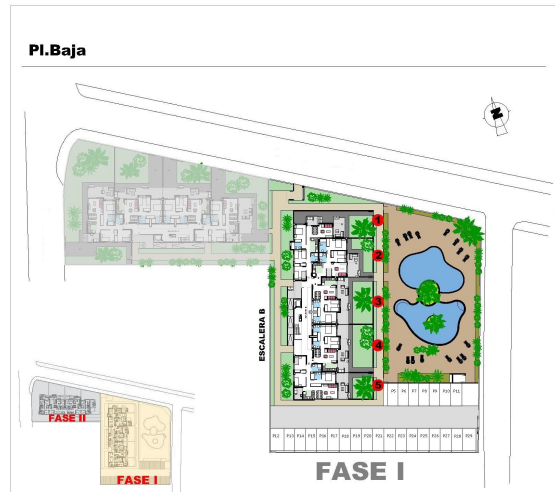 Pl.Baja
N
1
2
3
4
5
ESCALERA B
P5 P6 P7 P8 P9 P10 P11
P12 P13 P14 P15 P16 P17 P18 P19 P20 P21 P22 P23 P24 P25 P26 P27 P28 P29
FASE II
FASE I
FASE I